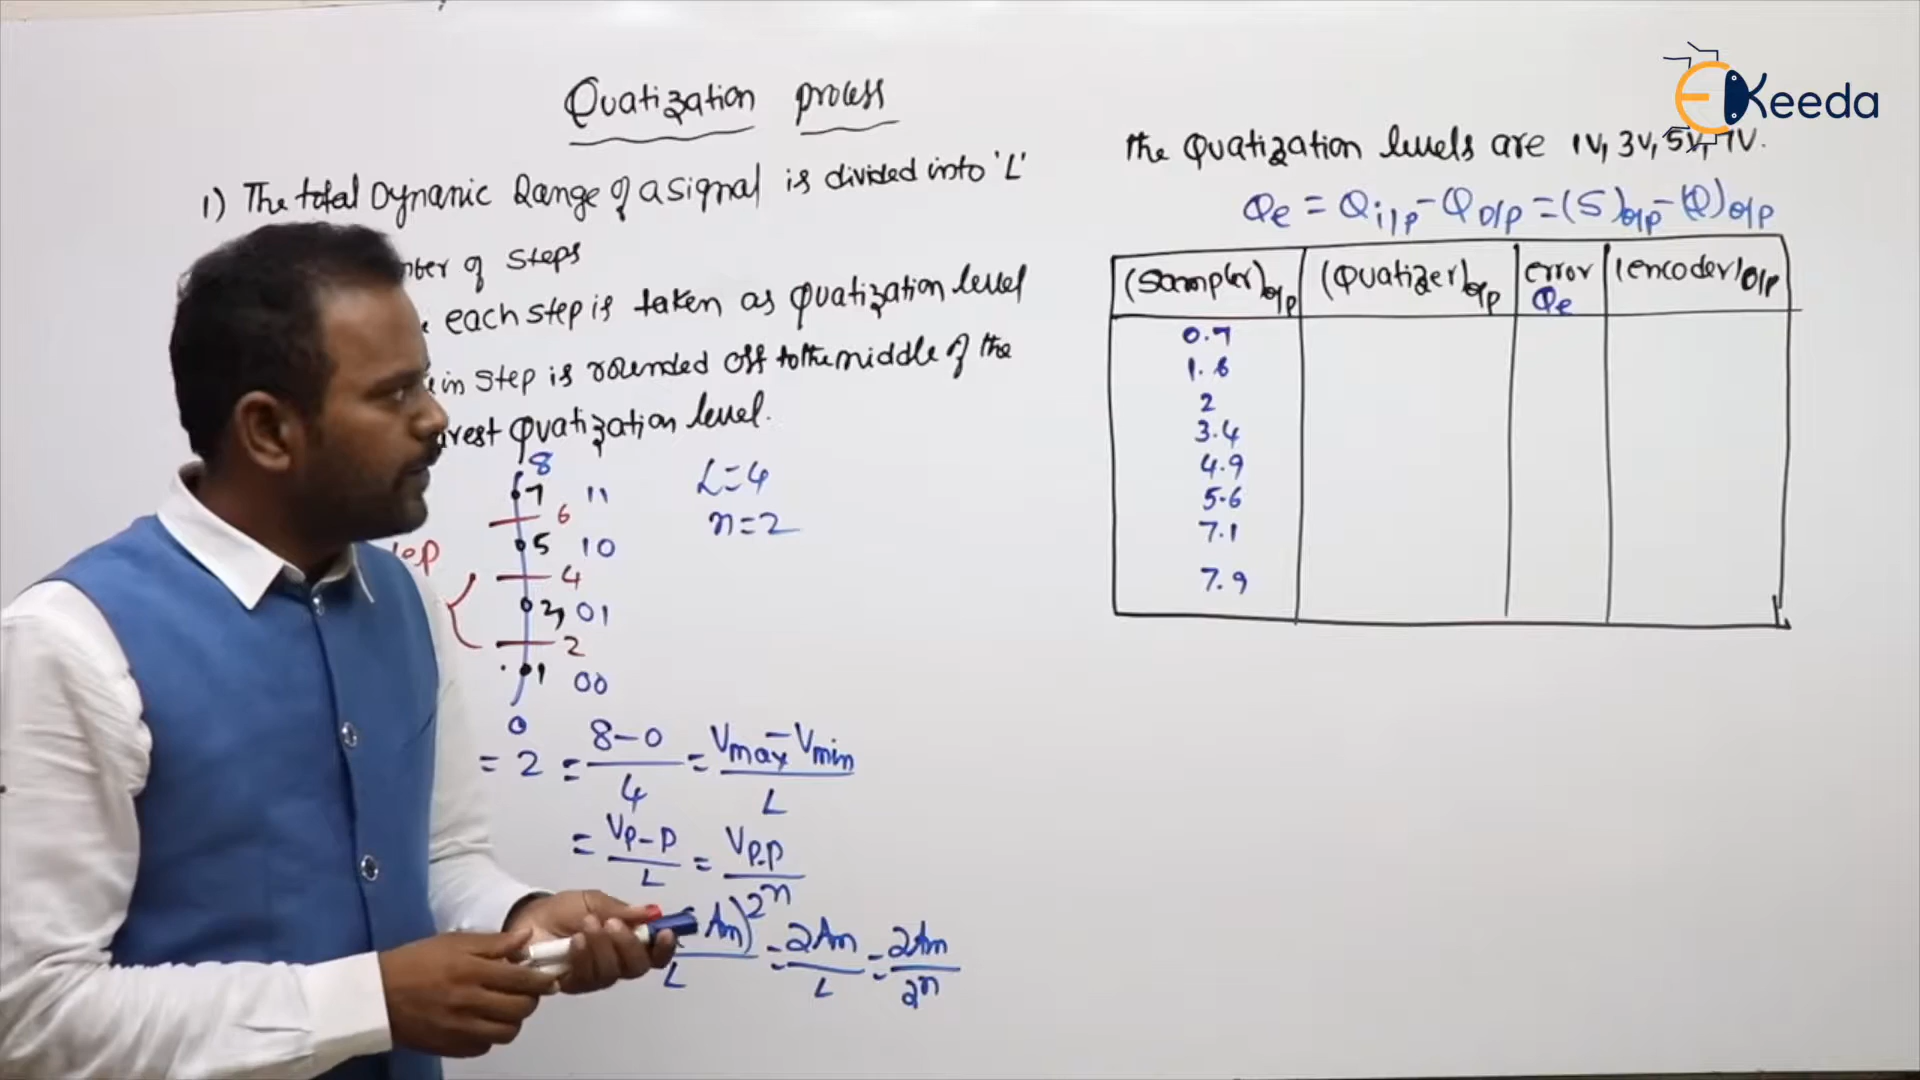 Quatization process
1) The total Dynamic Range of a signal is divided into 'L'
of steps
each step is taken as quatization level
in step is rounded off to the middle of the
quatization level.
8
7 11
6
5 10
4
3 01
2
1 00
0
L=4
n=2
= 2 = 8-0 / 4 = Vmax-Vmin / L
= Vp-p / L = Vp-p / 2^n
Am) / L = 2Am / L = 2Am / 2^n
EKeeda
the Quatization levels are 1V, 3V, 5V, 7V.
Qe = Qi/p - Qo/p = (S)o/p - (Q)o/p
(Sampler)o/p (Quatizer)o/p error Qe (encoder)o/p
0.7
1.6
2
3.4
4.9
5.6
7.1
7.9